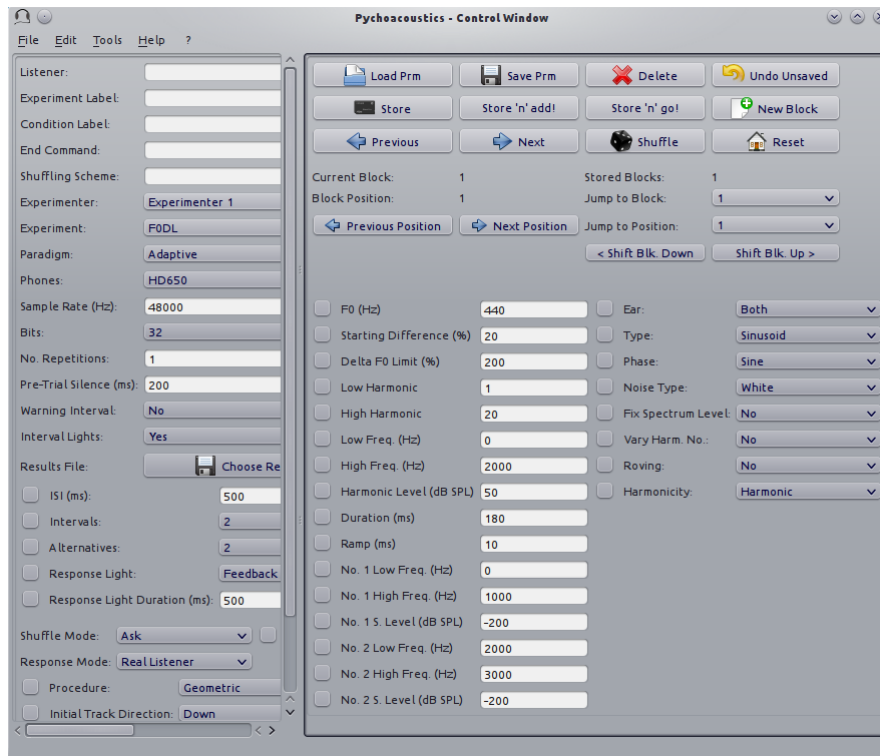 Pychoacoustics - Control Window
File Edit Tools Help ?
Listener:
Experiment Label:
Condition Label:
End Command:
Shuffling Scheme:
Experimenter: Experimenter 1
Experiment: F0DL
Paradigm: Adaptive
Phones: HD650
Sample Rate (Hz): 48000
Bits: 32
No. Repetitions: 1
Pre-Trial Silence (ms): 200
Warning Interval: No
Interval Lights: Yes
Results File: Choose Re
ISI (ms): 500
Intervals: 2
Alternatives: 2
Response Light: Feedback
Response Light Duration (ms): 500
Shuffle Mode: Ask
Response Mode: Real Listener
Procedure: Geometric
Initial Track Direction: Down
Load Prm Save Prm Delete Undo Unsaved
Store Store 'n' add! Store 'n' go! New Block
Previous Next Shuffle Reset
Current Block: 1 Stored Blocks: 1
Block Position: 1 Jump to Block: 1
Previous Position Next Position Jump to Position: 1
< Shift Blk. Down Shift Blk. Up >
F0 (Hz) 440 Ear: Both
Starting Difference (%) 20 Type: Sinusoid
Delta F0 Limit (%) 200 Phase: Sine
Low Harmonic 1 Noise Type: White
High Harmonic 20 Fix Spectrum Level: No
Low Freq. (Hz) 0 Vary Harm. No.: No
High Freq. (Hz) 2000 Roving: No
Harmonic Level (dB SPL) 50 Harmonicity: Harmonic
Duration (ms) 180
Ramp (ms) 10
No. 1 Low Freq. (Hz) 0
No. 1 High Freq. (Hz) 1000
No. 1 S. Level (dB SPL) -200
No. 2 Low Freq. (Hz) 2000
No. 2 High Freq. (Hz) 3000
No. 2 S. Level (dB SPL) -200